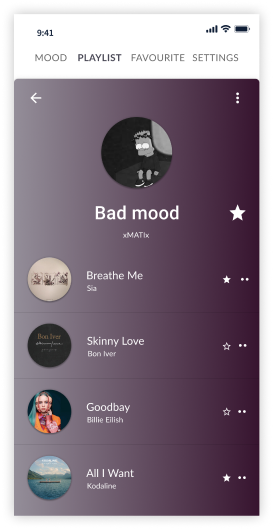 9:41
MOOD PLAYLIST FAVOURITE SETTINGS
Bad mood
xMATIx
Breathe Me
Sia
Bon Iver
Skinny Love
Bon Iver
Goodbay
Billie Eilish
All I Want
Kodaline